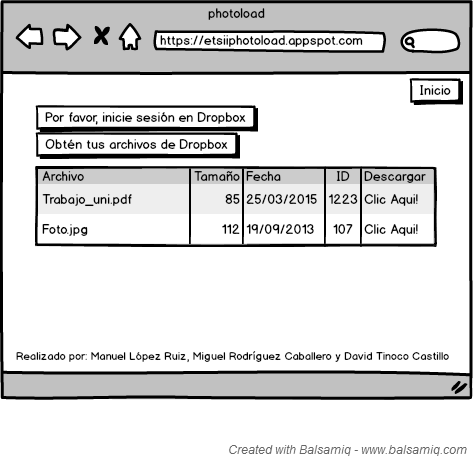 photoload
https://etsiiphotoload.appspot.com
Inicio
Por favor, inicie sesión en Dropbox
Obtén tus archivos de Dropbox
Archivo Tamaño Fecha ID Descargar
Trabajo_uni.pdf 85 25/03/2015 1223 Clic Aqui!
Foto.jpg 112 19/09/2013 107 Clic Aqui!
Realizado por: Manuel López Ruiz, Miguel Rodríguez Caballero y David Tinoco Castillo
Created with Balsamiq - www.balsamiq.com